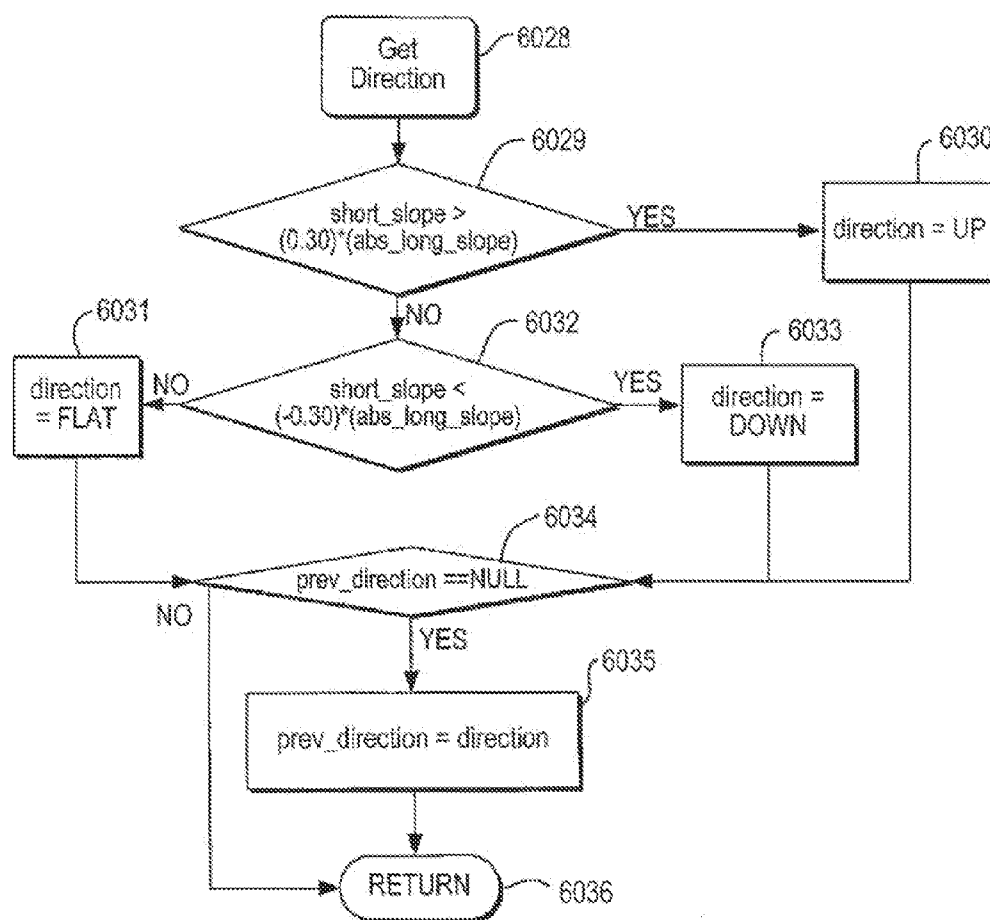 Get
Direction
6028
6029
short_slope >
(0.30)*(abs_long_slope)
YES
6030
direction = UP
NO
6031
direction
= FLAT
NO
6032
short_slope <
(-0.30)*(abs_long_slope)
YES
6033
direction =
DOWN
6034
prev_direction ==NULL
NO
YES
6035
prev_direction = direction
RETURN
6036